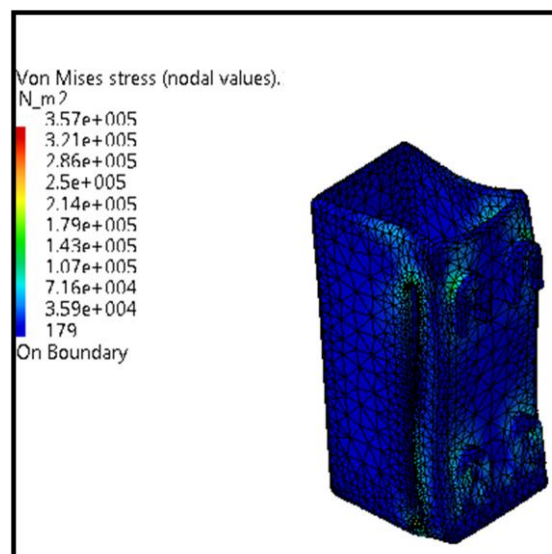 Von Mises stress (nodal values).
N_m2
3.57e+005
3.21e+005
2.86e+005
2.5e+005
2.14e+005
1.79e+005
1.43e+005
1.07e+005
7.16e+004
3.59e+004
179
On Boundary